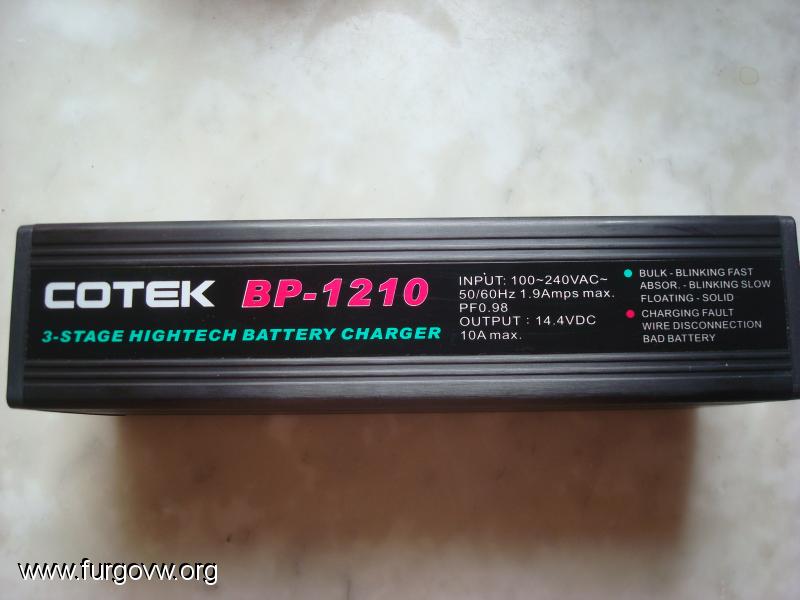 COTEK BP-1210
3-STAGE HIGHTECH BATTERY CHARGER
INPUT: 100~240VAC~
50/60Hz 1.9Amps max.
PF0.98
OUTPUT : 14.4VDC
10A max.
BULK - BLINKING FAST
ABSOR. - BLINKING SLOW
FLOATING - SOLID
CHARGING FAULT
WIRE DISCONNECTION
BAD BATTERY
www.furgovw.org